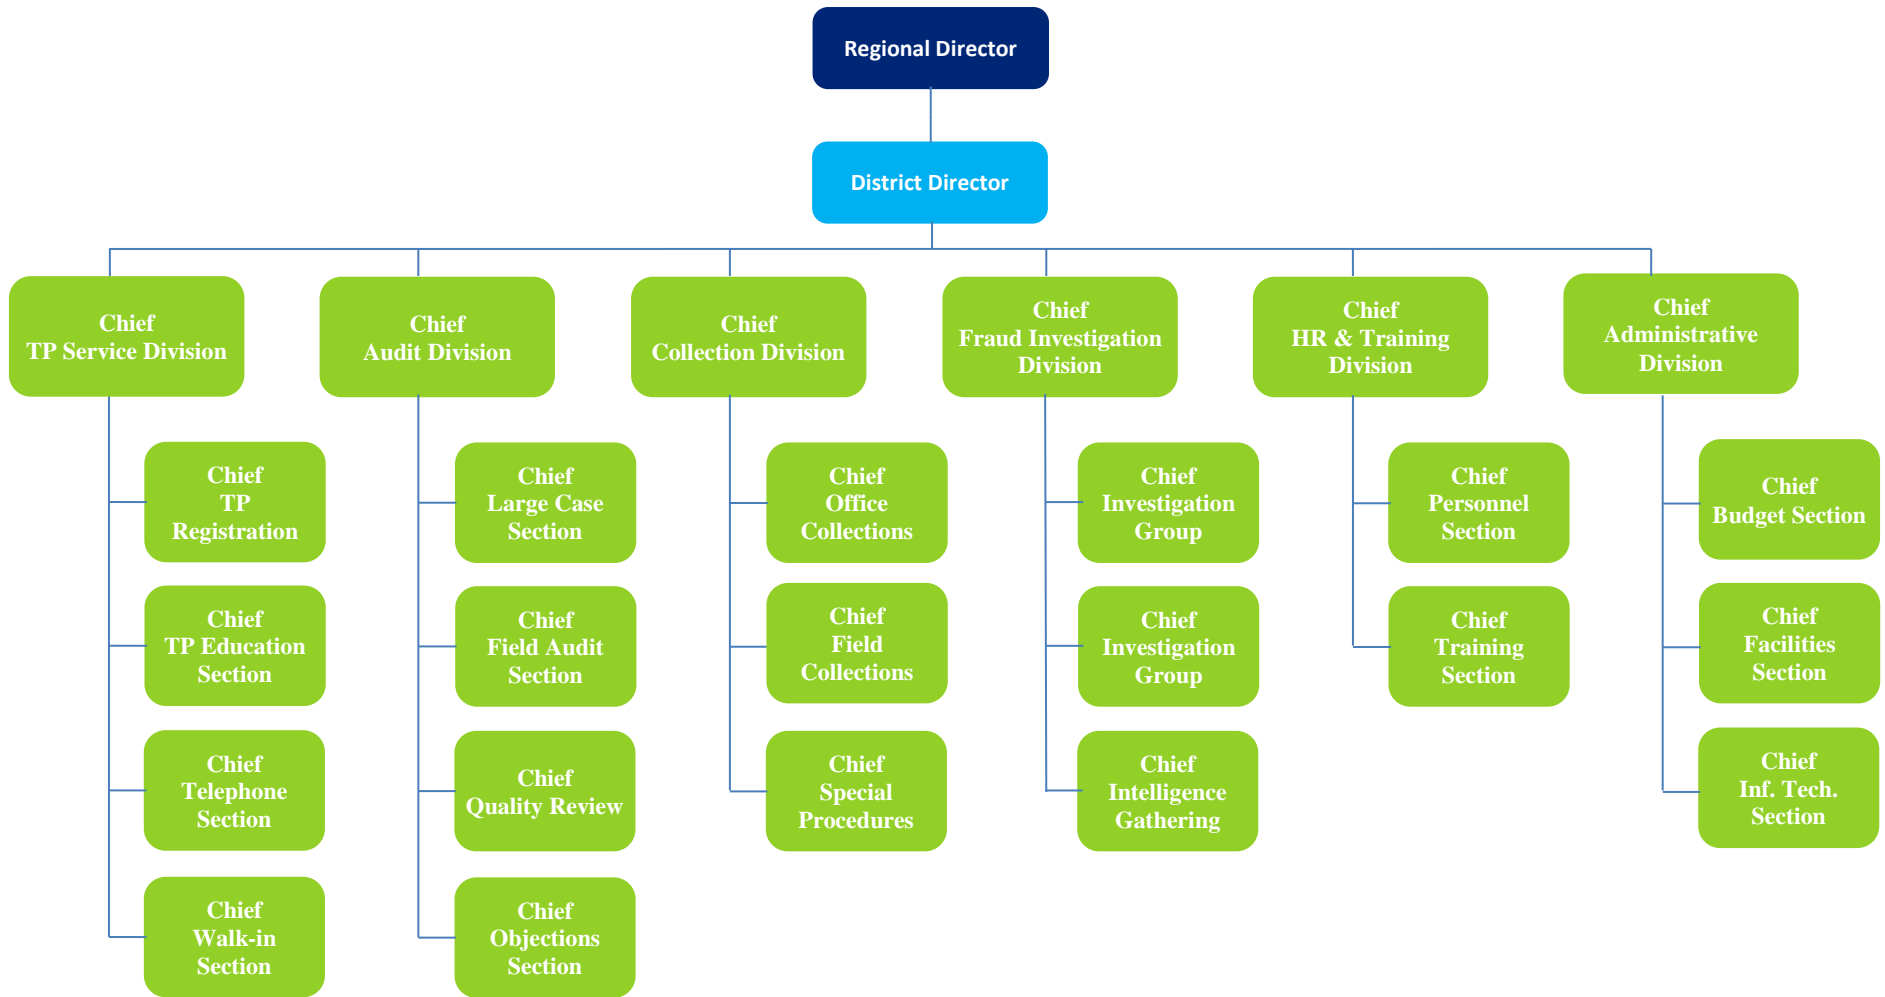 Regional Director
District Director
Chief
TP Service Division
Chief
Audit Division
Chief
Collection Division
Chief
Fraud Investigation
Division
Chief
HR & Training
Division
Chief
Administrative
Division
Chief
TP
Registration
Chief
Large Case
Section
Chief
Office
Collections
Chief
Investigation
Group
Chief
Personnel
Section
Chief
Budget Section
Chief
TP Education
Section
Chief
Field Audit
Section
Chief
Field
Collections
Chief
Investigation
Group
Chief
Training
Section
Chief
Facilities
Section
Chief
Telephone
Section
Chief
Quality Review
Chief
Special
Procedures
Chief
Intelligence
Gathering
Chief
Inf. Tech.
Section
Chief
Walk-in
Section
Chief
Objections
Section